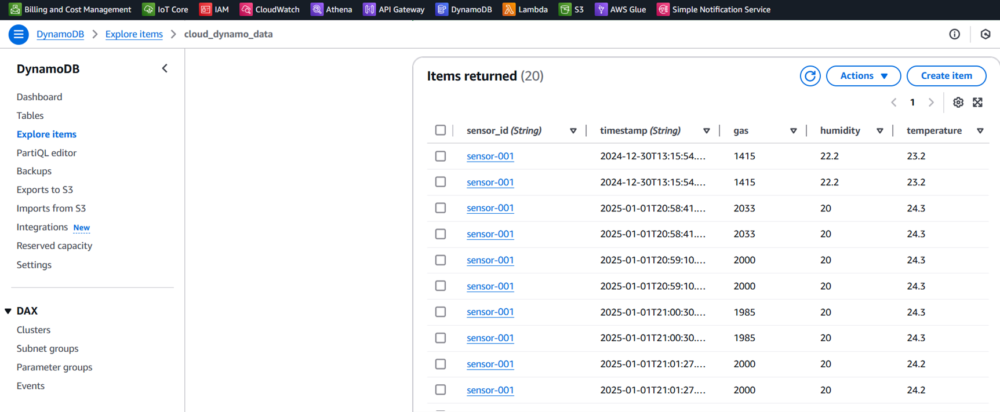 Billing and Cost Management IoT Core IAM CloudWatch Athena API Gateway DynamoDB Lambda S3 AWS Glue Simple Notification Service
DynamoDB Explore items cloud_dynamo_data
DynamoDB
Dashboard
Tables
Explore items
PartiQL editor
Backups
Exports to S3
Imports from S3
Integrations New
Reserved capacity
Settings
DAX
Clusters
Subnet groups
Parameter groups
Events
Items returned (20)
Actions Create item
1
sensor_id (String) timestamp (String) gas humidity temperature
sensor-001 2024-12-30T13:15:54.... 1415 22.2 23.2
sensor-001 2024-12-30T13:15:54.... 1415 22.2 23.2
sensor-001 2025-01-01T20:58:41.... 2033 20 24.3
sensor-001 2025-01-01T20:58:41.... 2033 20 24.3
sensor-001 2025-01-01T20:59:10.... 2000 20 24.3
sensor-001 2025-01-01T20:59:10.... 2000 20 24.3
sensor-001 2025-01-01T21:00:30.... 1985 20 24.3
sensor-001 2025-01-01T21:00:30.... 1985 20 24.3
sensor-001 2025-01-01T21:01:27.... 2000 20 24.2
sensor-001 2025-01-01T21:01:27.... 2000 20 24.2